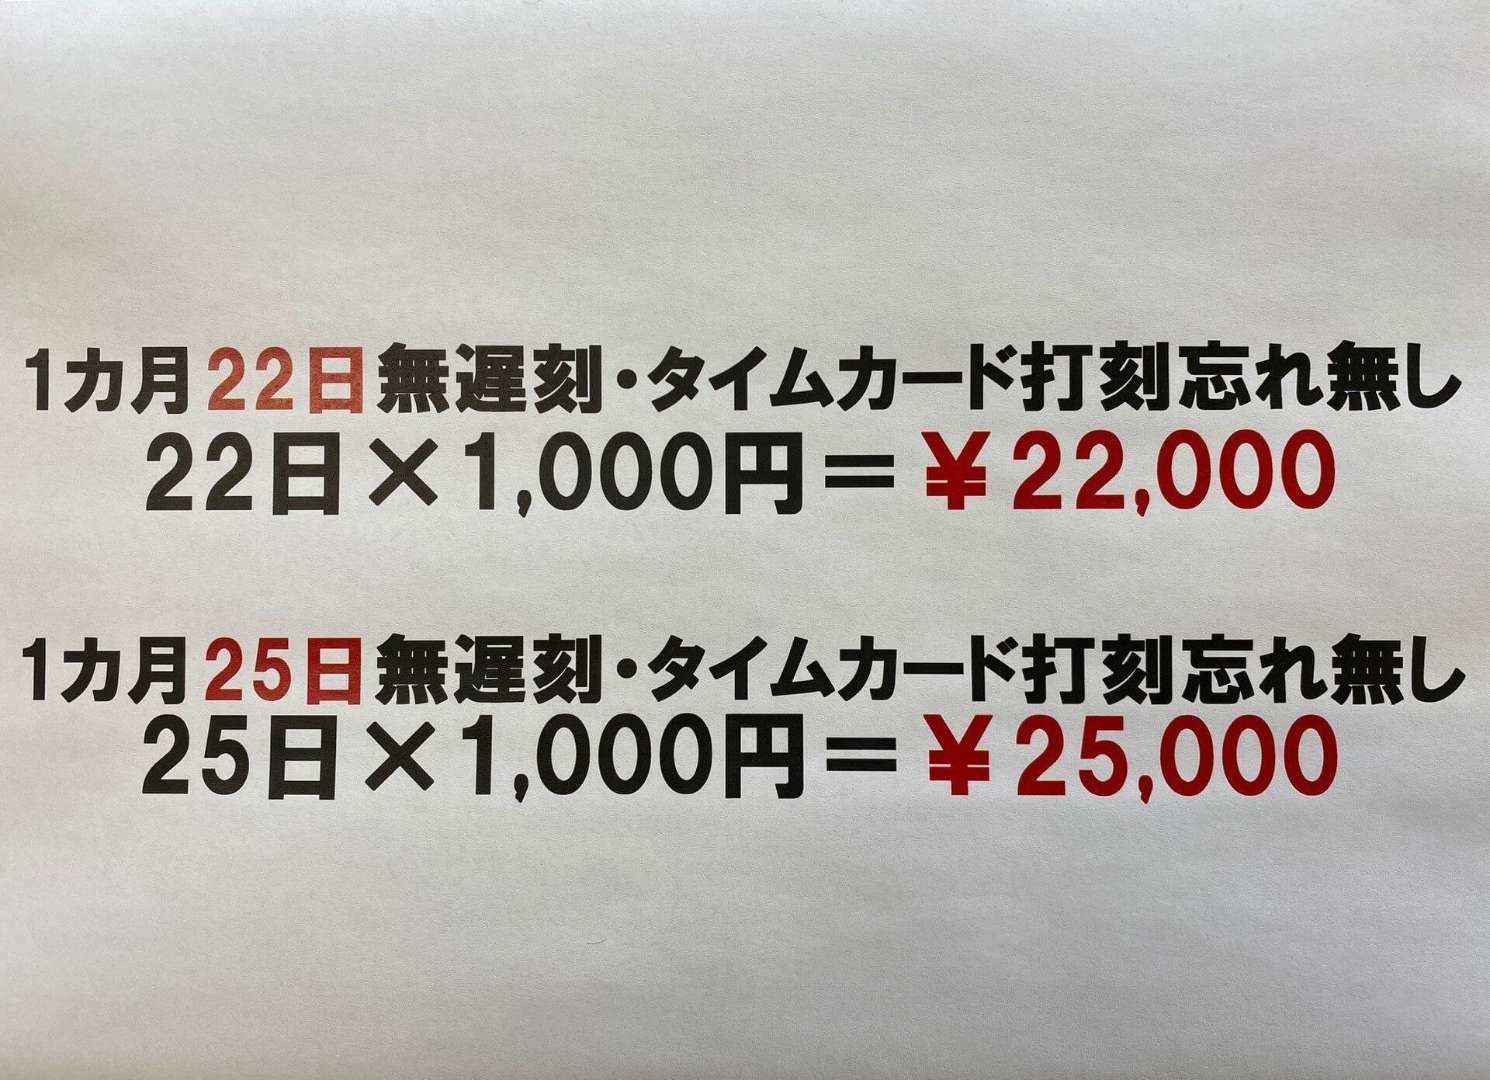 1カ月22日無遅刻・タイムカード打刻忘れ無し
22日×1,000円＝￥22,000
1カ月25日無遅刻・タイムカード打刻忘れ無し
25日×1,000円＝￥25,000